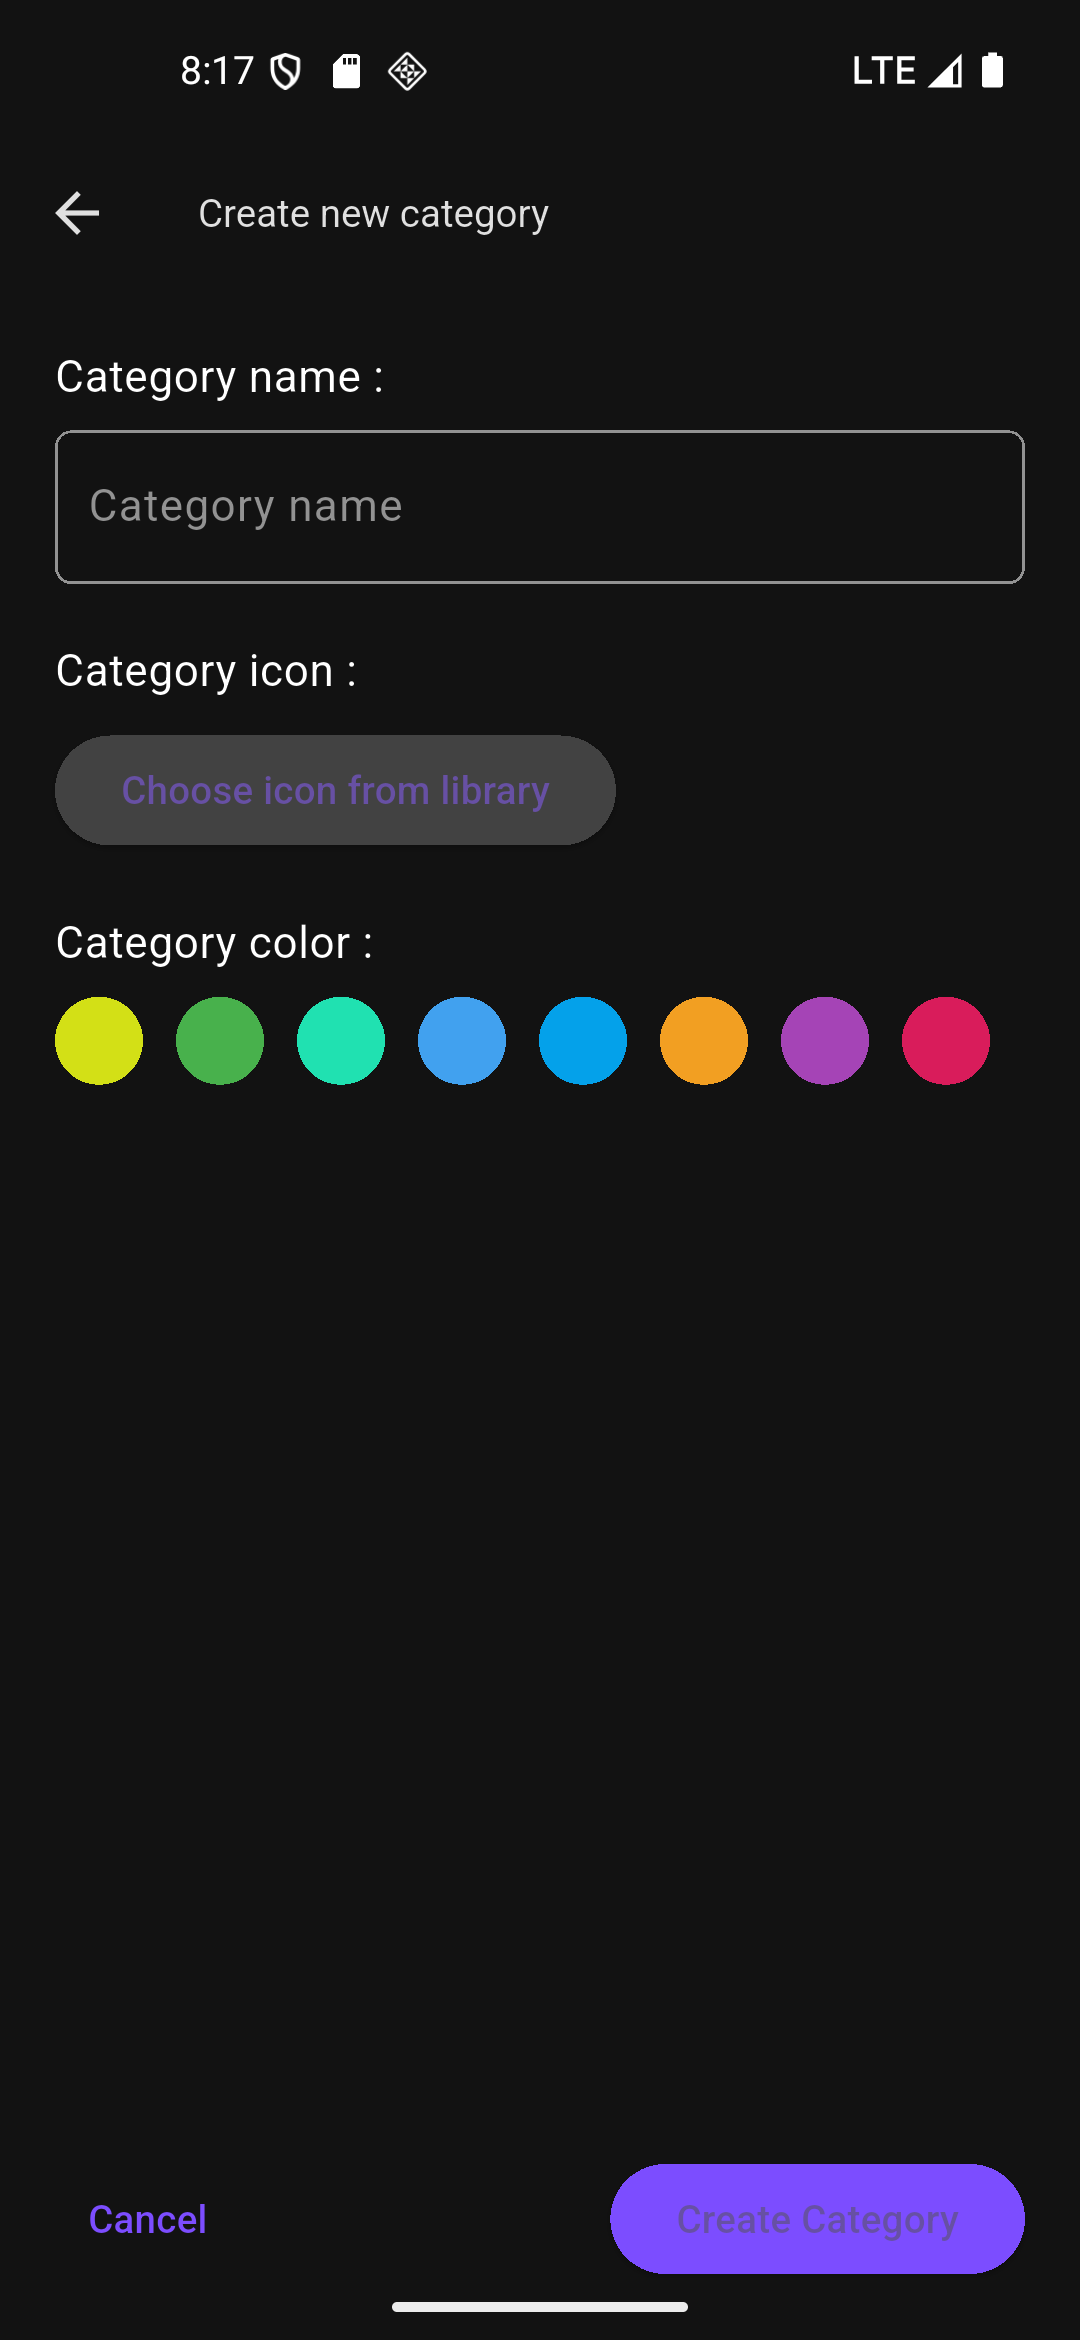 8:17 LTE
Create new category
Category name :
Category name
Category icon :
Choose icon from library
Category color :
Cancel Create Category